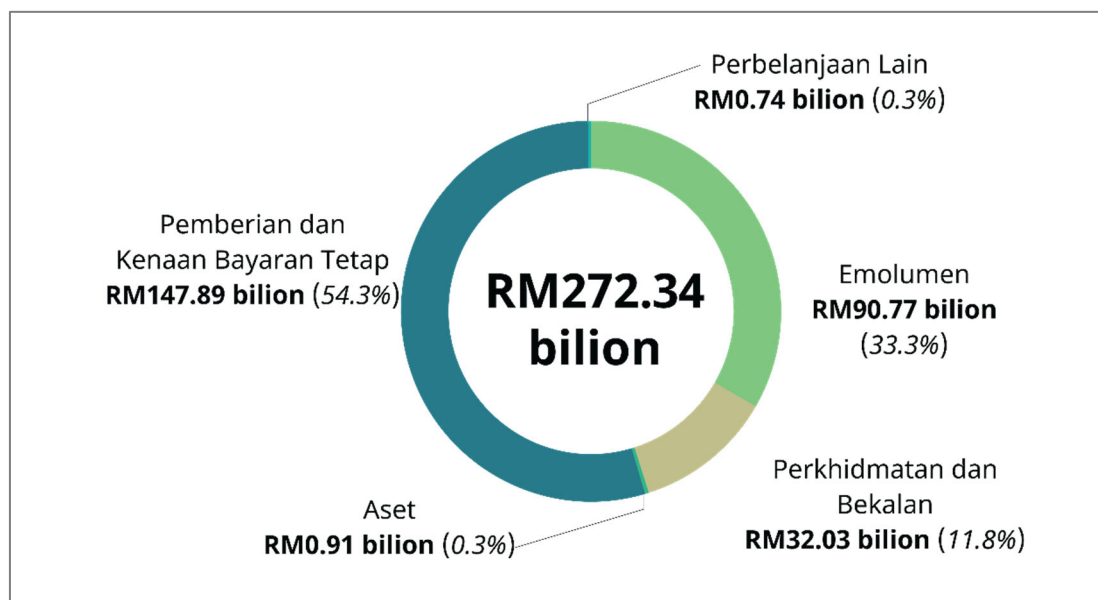 Perbelanjaan Lain
RM0.74 bilion (0.3%)
Pemberian dan
Kenaan Bayaran Tetap
RM147.89 bilion (54.3%)
RM272.34
bilion
Emolumen
RM90.77 bilion
(33.3%)
Perkhidmatan dan
Bekalan
RM32.03 bilion (11.8%)
Aset
RM0.91 bilion (0.3%)